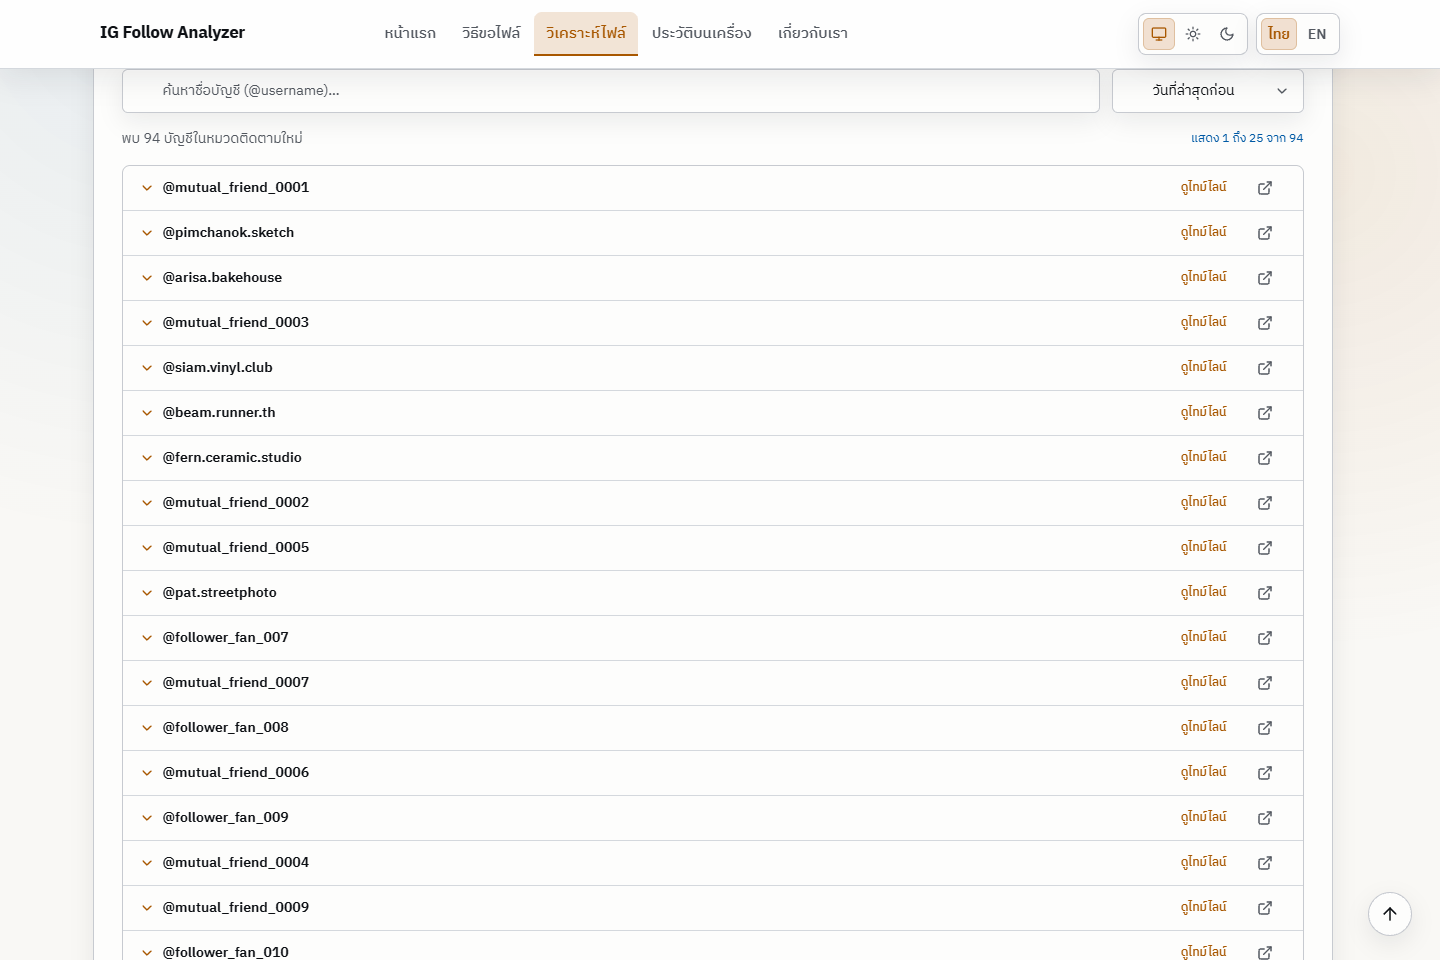 IG Follow Analyzer
หน้าแรก
วิธีขอไฟล์
วิเคราะห์ไฟล์
ประวัติบนเครื่อง
เกี่ยวกับเรา
ไทย
EN
ค้นหาชื่อบัญชี (@username)...
วันที่ล่าสุดก่อน
พบ 94 บัญชีในหมวดติดตามใหม่
แสดง 1 ถึง 25 จาก 94
@mutual_friend_0001 ดูไทม์ไลน์
@pimchanok.sketch ดูไทม์ไลน์
@arisa.bakehouse ดูไทม์ไลน์
@mutual_friend_0003 ดูไทม์ไลน์
@siam.vinyl.club ดูไทม์ไลน์
@beam.runner.th ดูไทม์ไลน์
@fern.ceramic.studio ดูไทม์ไลน์
@mutual_friend_0002 ดูไทม์ไลน์
@mutual_friend_0005 ดูไทม์ไลน์
@pat.streetphoto ดูไทม์ไลน์
@follower_fan_007 ดูไทม์ไลน์
@mutual_friend_0007 ดูไทม์ไลน์
@follower_fan_008 ดูไทม์ไลน์
@mutual_friend_0006 ดูไทม์ไลน์
@follower_fan_009 ดูไทม์ไลน์
@mutual_friend_0004 ดูไทม์ไลน์
@mutual_friend_0009 ดูไทม์ไลน์
@follower_fan_010 ดูไทม์ไลน์